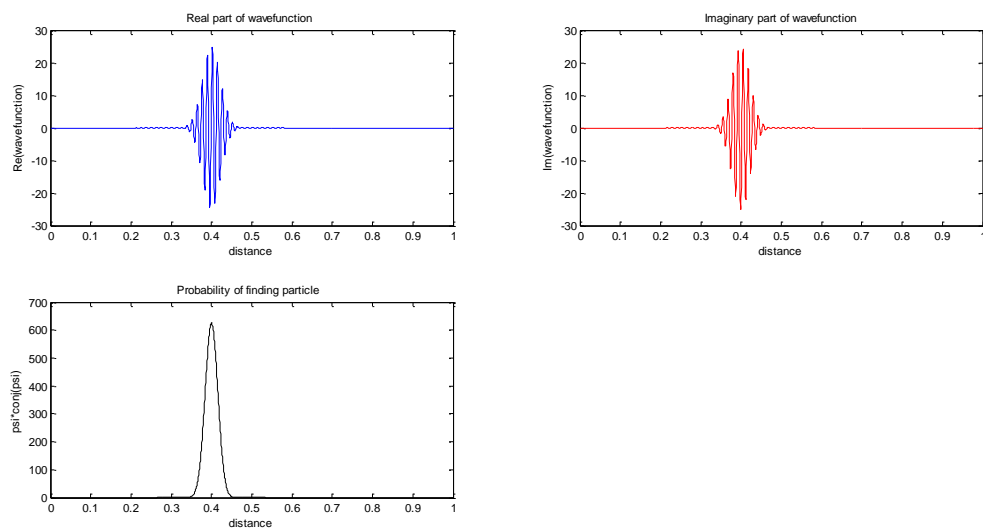 Real part of wavefunction
Re(wavefunction)
30
20
10
0
-10
-20
-30
0 0.1 0.2 0.3 0.4 0.5 0.6 0.7 0.8 0.9 1
distance
Imaginary part of wavefunction
Im(wavefunction)
30
20
10
0
-10
-20
-30
0 0.1 0.2 0.3 0.4 0.5 0.6 0.7 0.8 0.9 1
distance
Probability of finding particle
psi*conj(psi)
700
600
500
400
300
200
100
0
0 0.1 0.2 0.3 0.4 0.5 0.6 0.7 0.8 0.9 1
distance